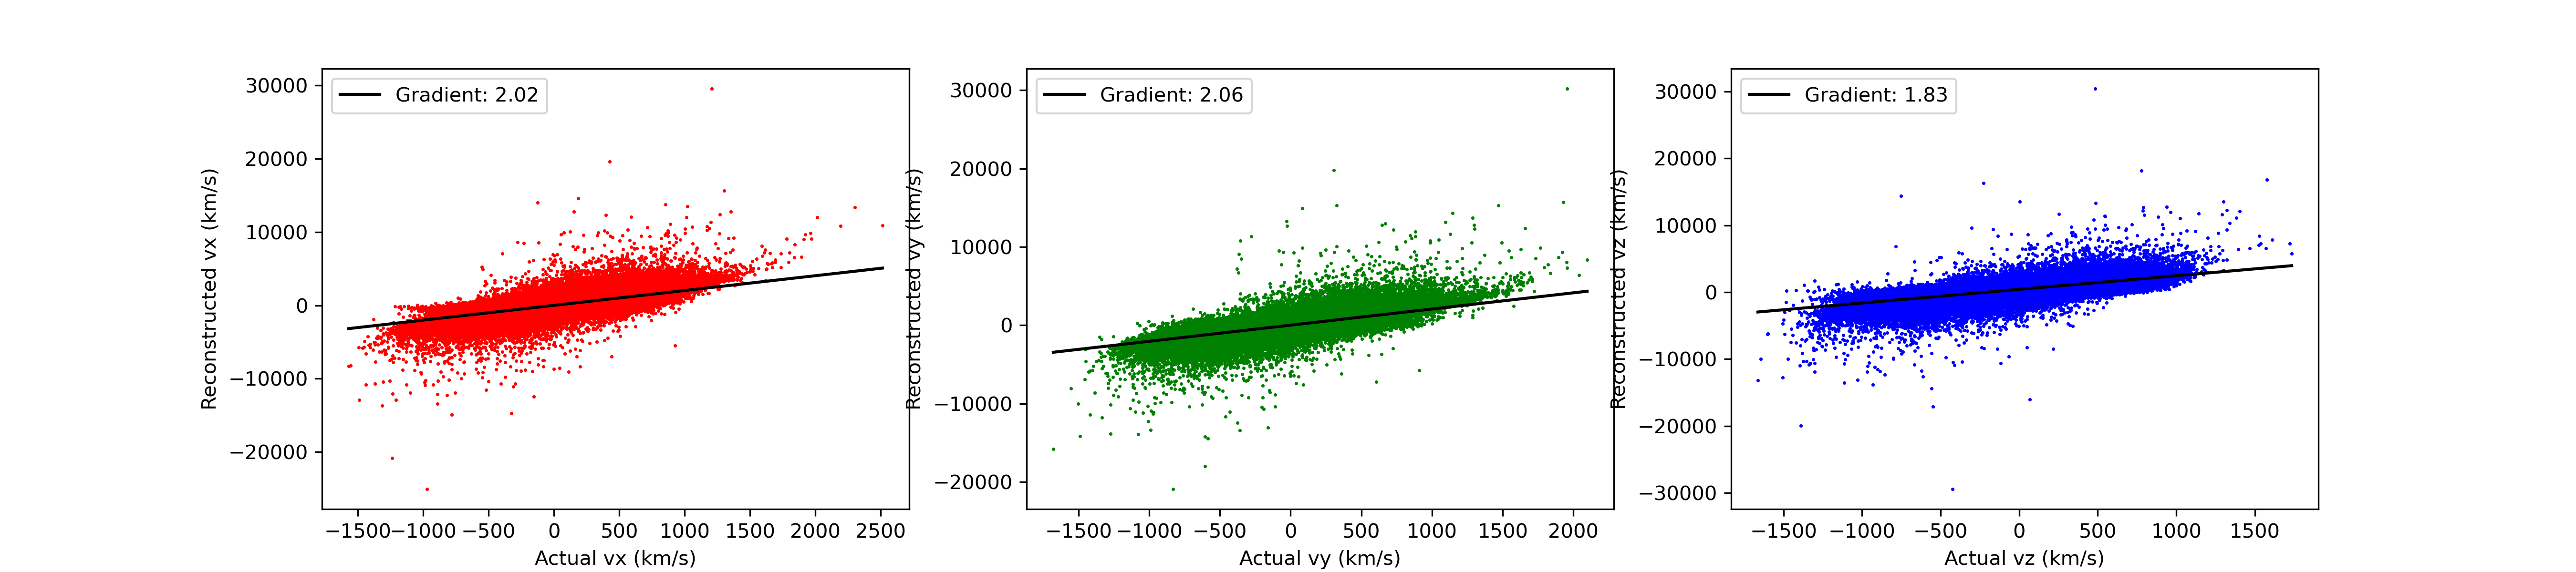 Gradient: 2.02
30000
20000
10000
0
−10000
−20000
Reconstructed vx (km/s)
−1500 −1000 −500 0 500 1000 1500 2000 2500
Actual vx (km/s)
Gradient: 2.06
30000
20000
10000
0
−10000
−20000
Reconstructed vy (km/s)
−1500 −1000 −500 0 500 1000 1500 2000
Actual vy (km/s)
Gradient: 1.83
30000
20000
10000
0
−10000
−20000
−30000
Reconstructed vz (km/s)
−1500 −1000 −500 0 500 1000 1500
Actual vz (km/s)